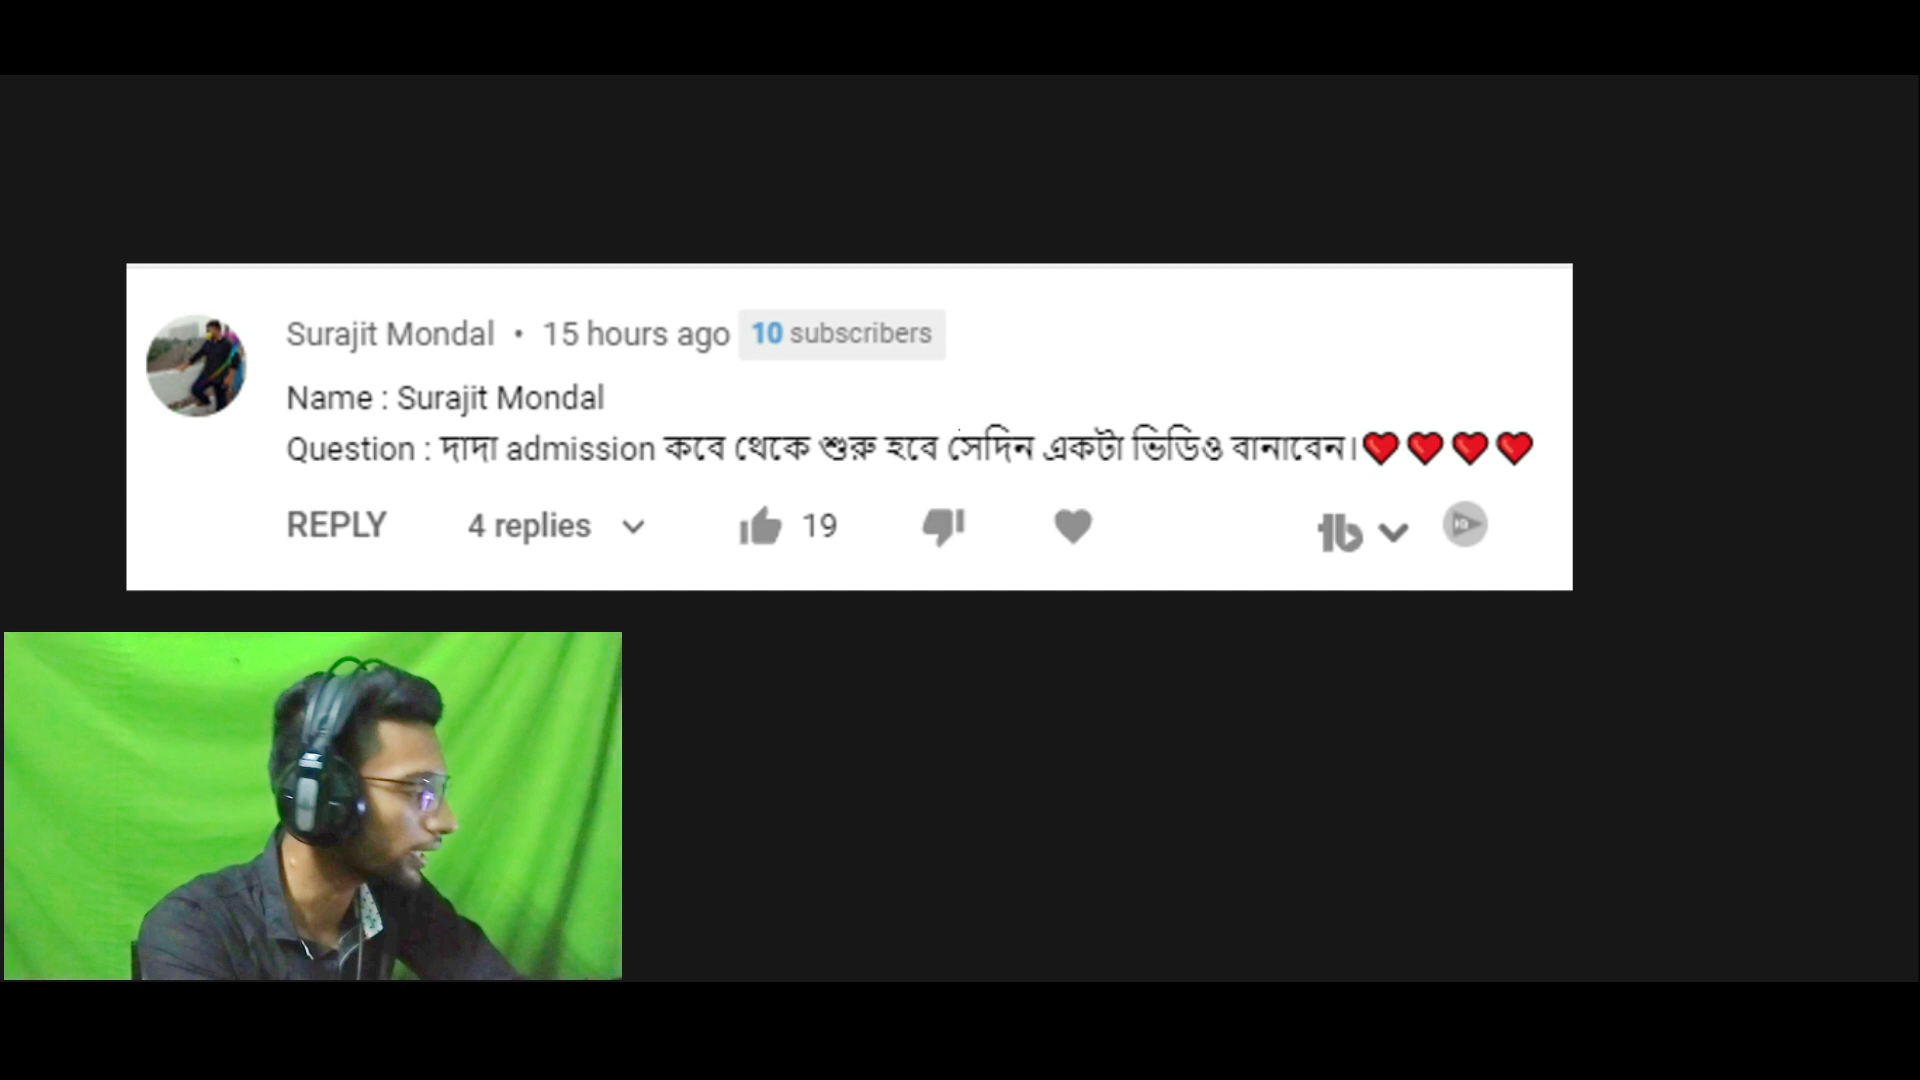 Surajit Mondal • 15 hours ago 10 subscribers
Name : Surajit Mondal
Question : দাদা admission কবে থেকে শুরু হবে সেদিন একটা ভিডিও বানাবেন।❤️❤️❤️❤️
REPLY 4 replies 19